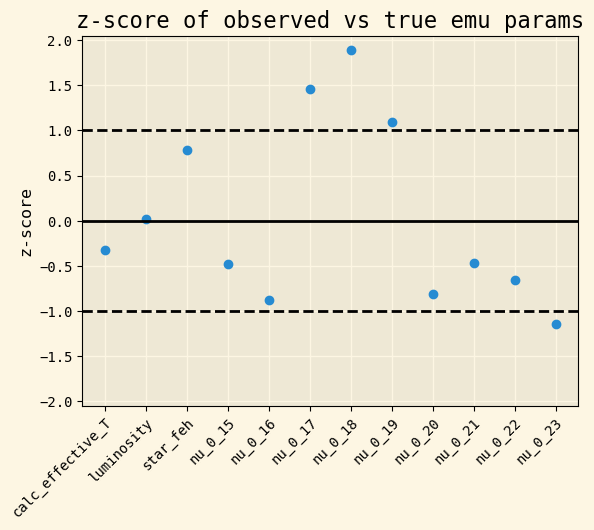 z-score of observed vs true emu params
2.0
1.5
1.0
0.5
0.0
−0.5
−1.0
−1.5
−2.0
z-score
calc_effective_T
luminosity
star_feh
nu_0_15
nu_0_16
nu_0_17
nu_0_18
nu_0_19
nu_0_20
nu_0_21
nu_0_22
nu_0_23